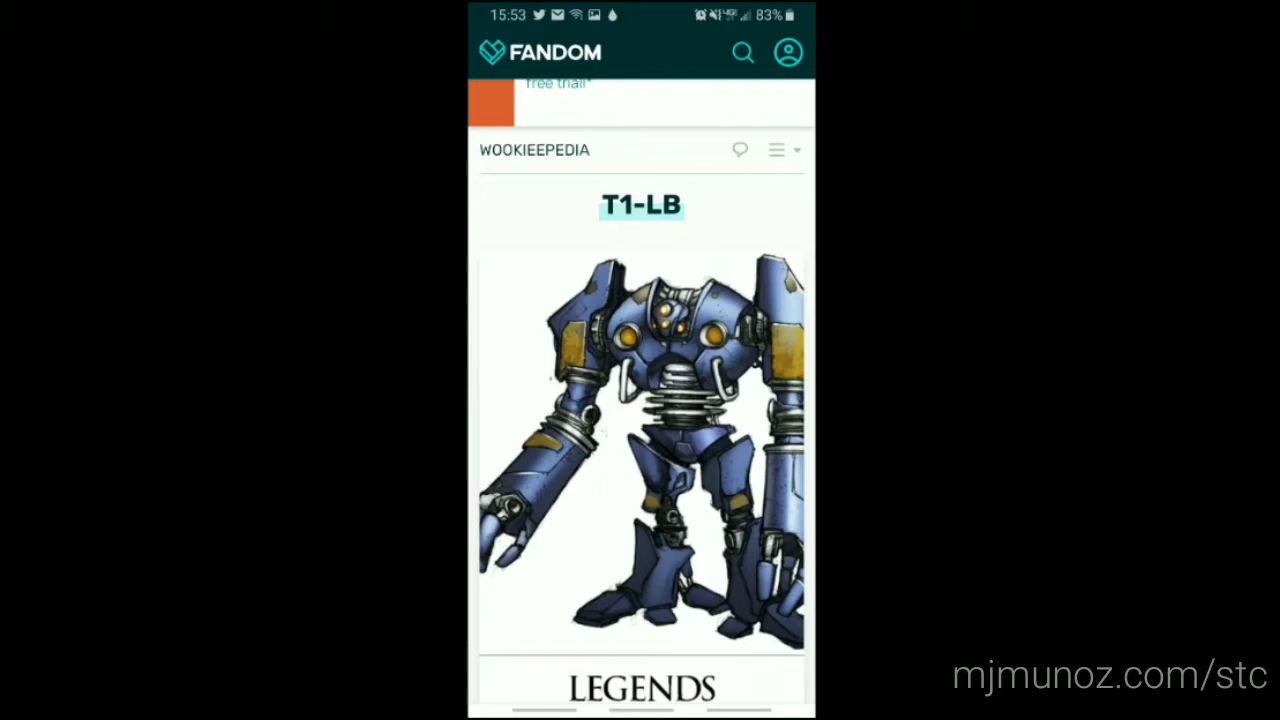 15:53 83%
FANDOM
free trial*
WOOKIEEPEDIA
T1-LB
LEGENDS
mjmunoz.com/stc